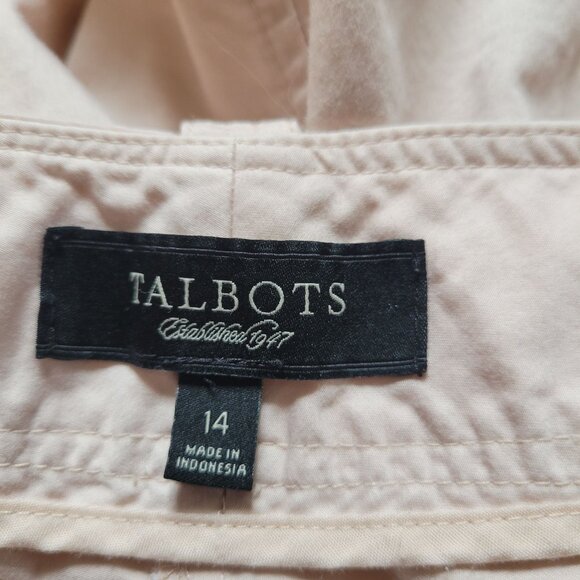 TALBOTS
Established 1947
14
MADE IN
INDONESIA